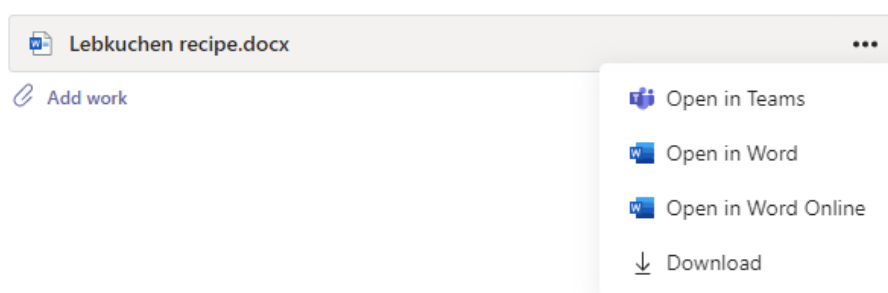 Lebkuchen recipe.docx
Add work
Open in Teams
Open in Word
Open in Word Online
Download